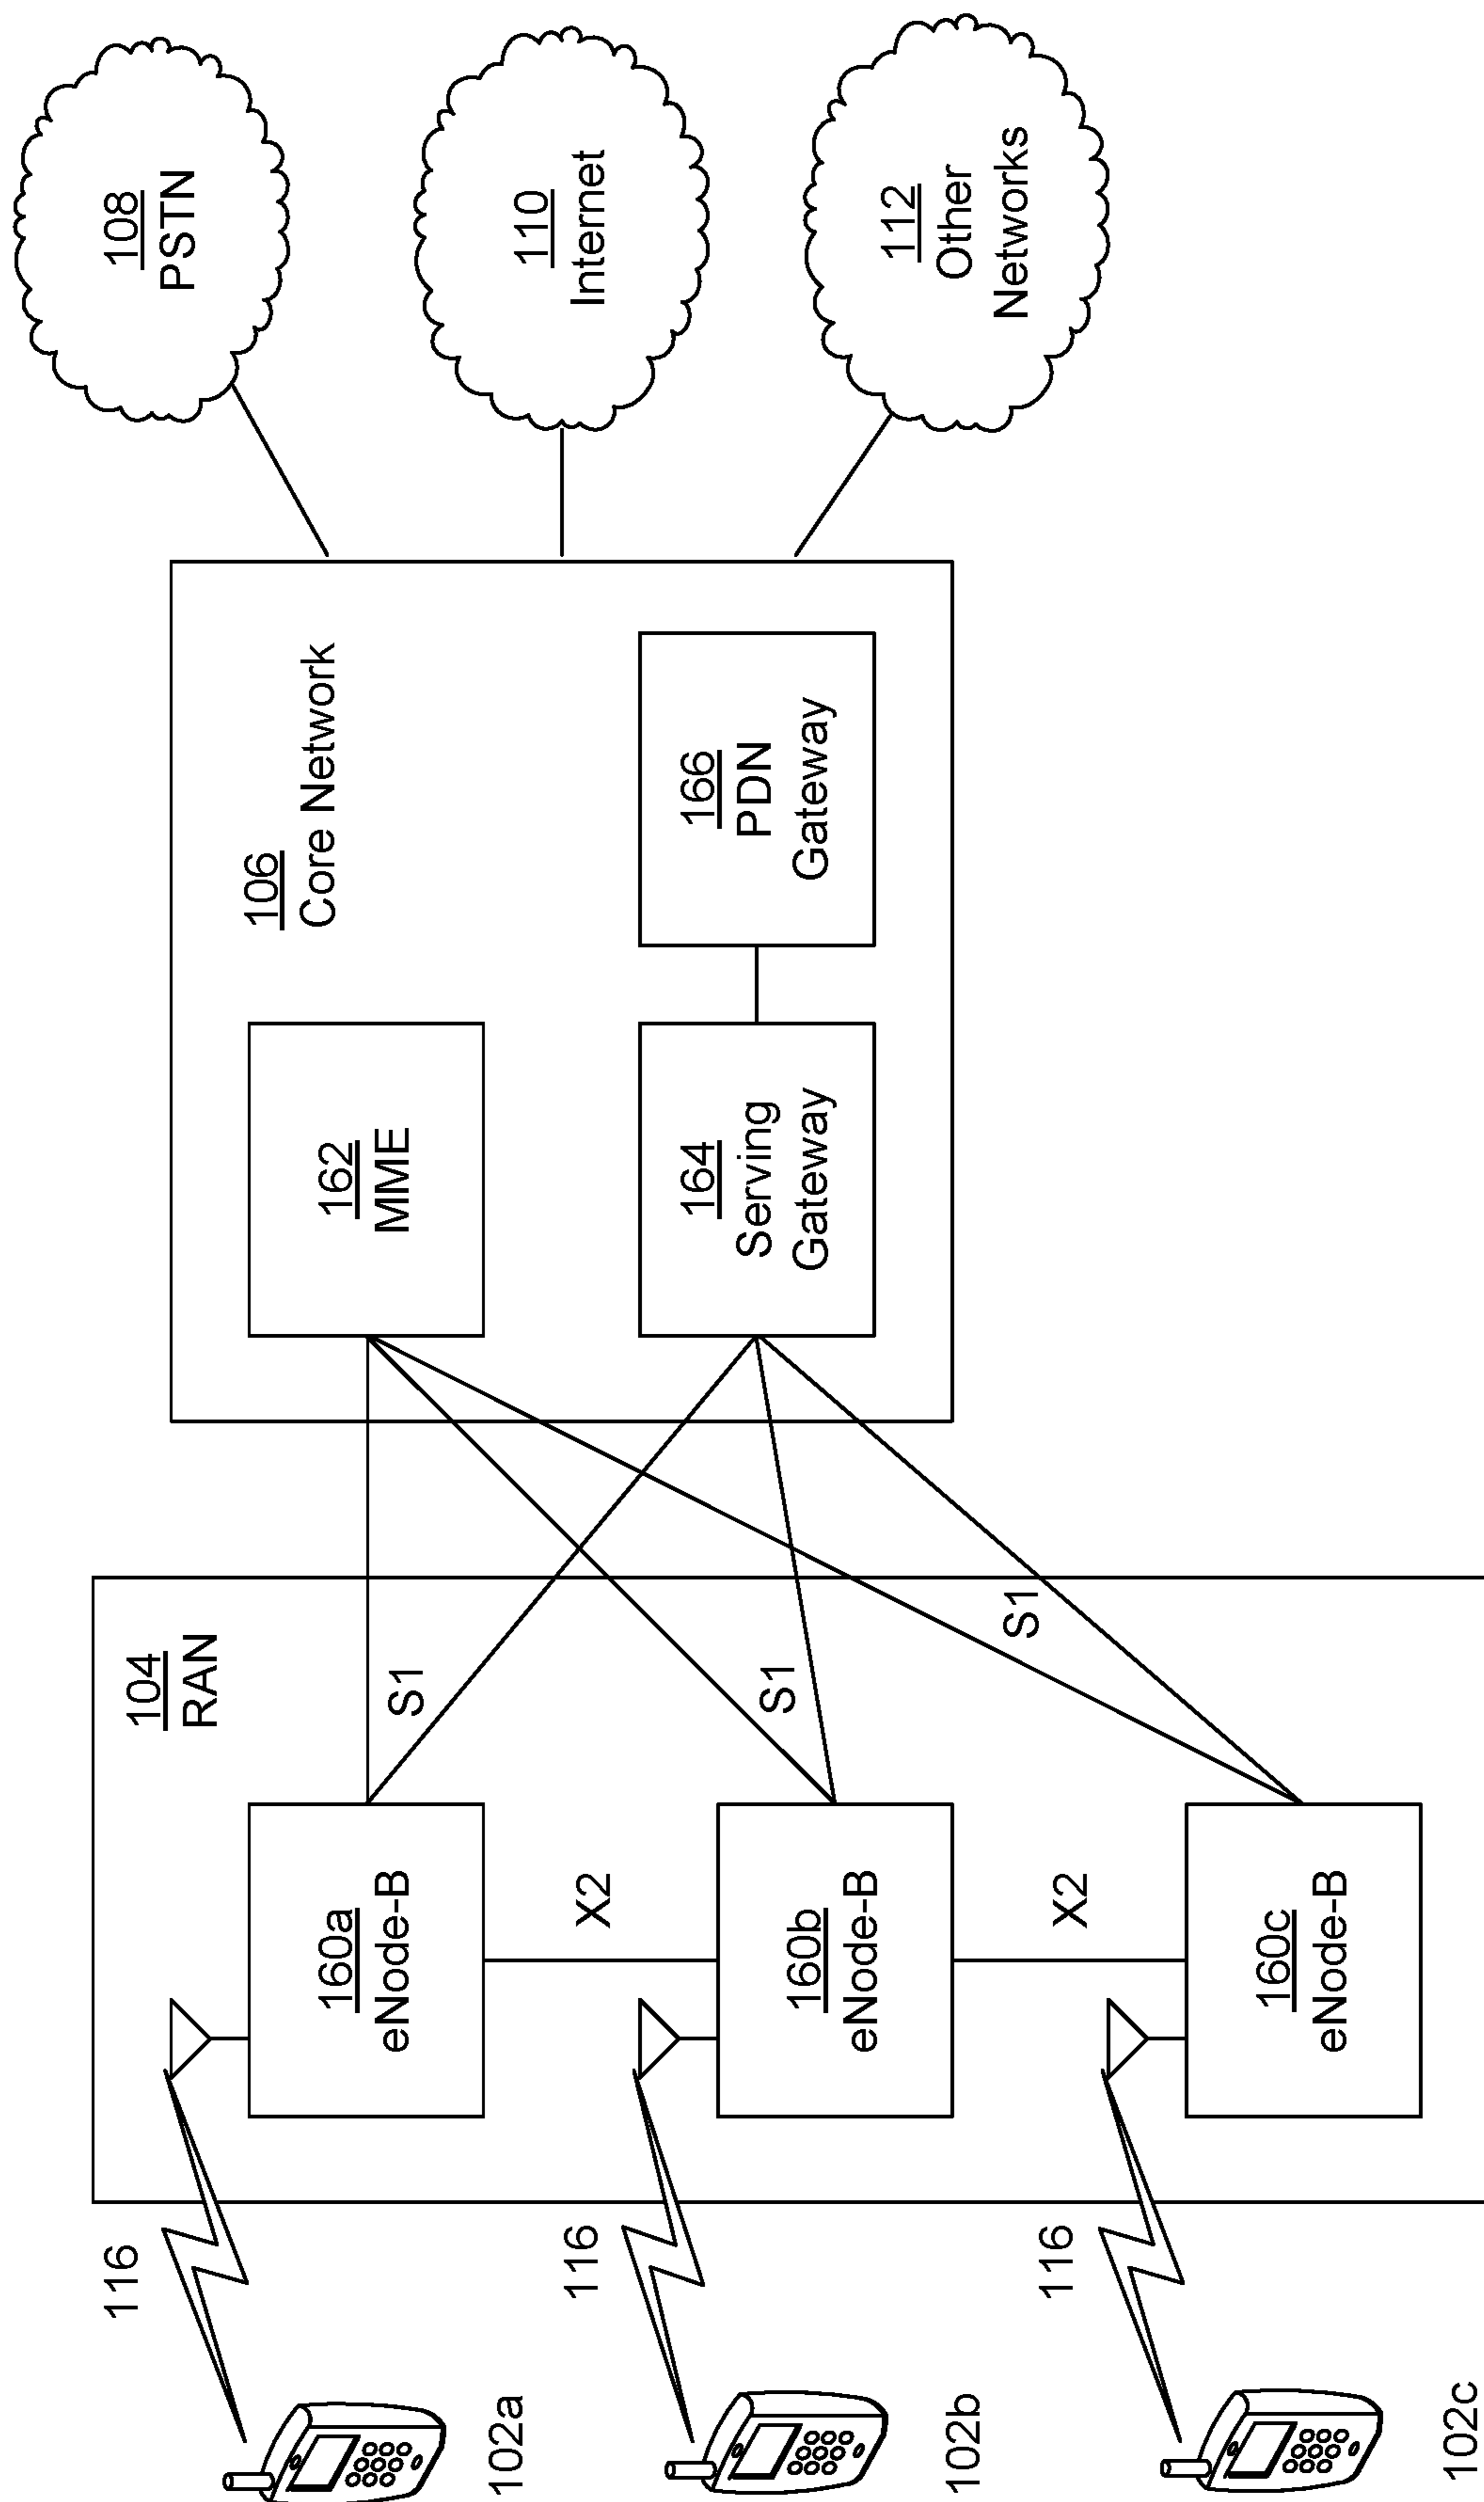 116
102a
116
102b
116
102c
104
RAN
160a
eNode-B
X2
160b
eNode-B
X2
160c
eNode-B
S1
S1
S1
106
Core Network
162
MME
164
Serving
Gateway
166
PDN
Gateway
108
PSTN
110
Internet
112
Other
Networks